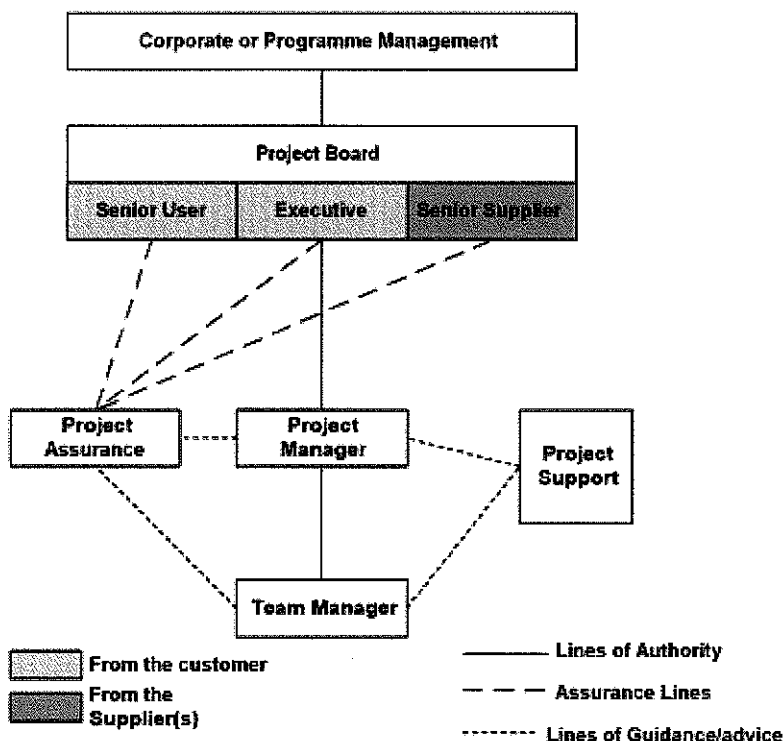 Corporate or Programme Management
Project Board
Senior User
Executive
Senior Supplier
Project
Assurance
Project
Manager
Project
Support
Team Manager
From the customer
From the
Supplier(s)
Lines of Authority
Assurance Lines
Lines of Guidance/advice